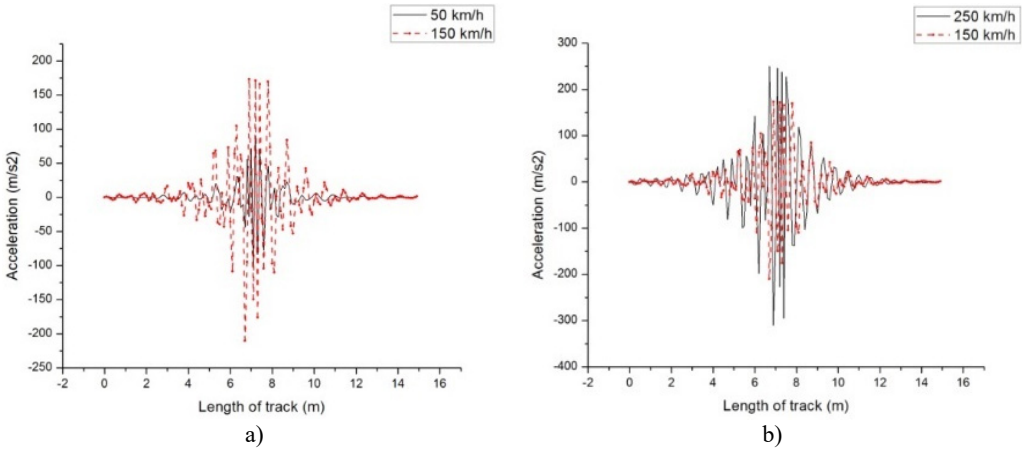 50 km/h
150 km/h
200
150
100
50
0
-50
-100
-150
-200
-250
-2 0 2 4 6 8 10 12 14 16
Acceleration (m/s2)
Length of track (m)
a)
250 km/h
150 km/h
300
200
100
0
-100
-200
-300
-400
-2 0 2 4 6 8 10 12 14 16
Acceleration (m/s2)
Length of track (m)
b)